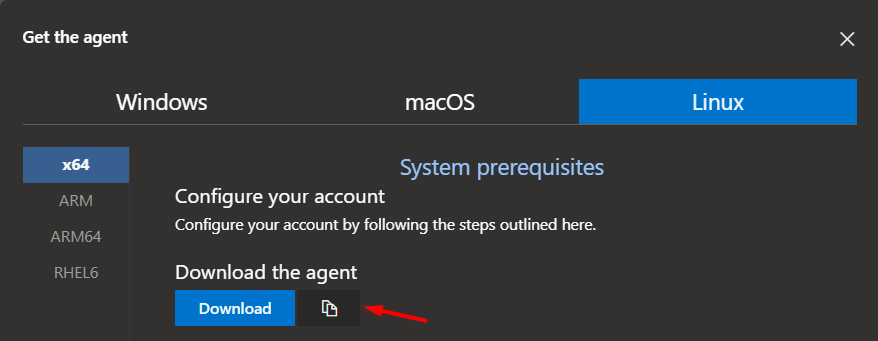 Get the agent
Windows
macOS
Linux
x64
ARM
ARM64
RHEL6
System prerequisites
Configure your account
Configure your account by following the steps outlined here.
Download the agent
Download